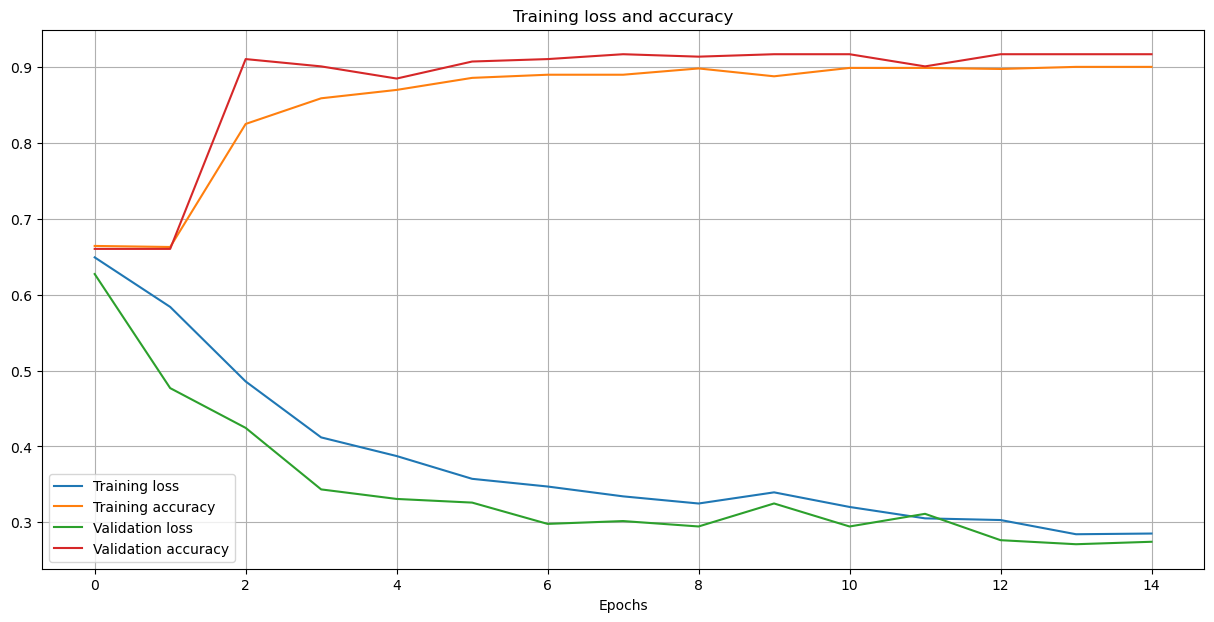 Training loss and accuracy
0.9
0.8
0.7
0.6
0.5
0.4
0.3
Training loss
Training accuracy
Validation loss
Validation accuracy
0 2 4 6 8 10 12 14
Epochs